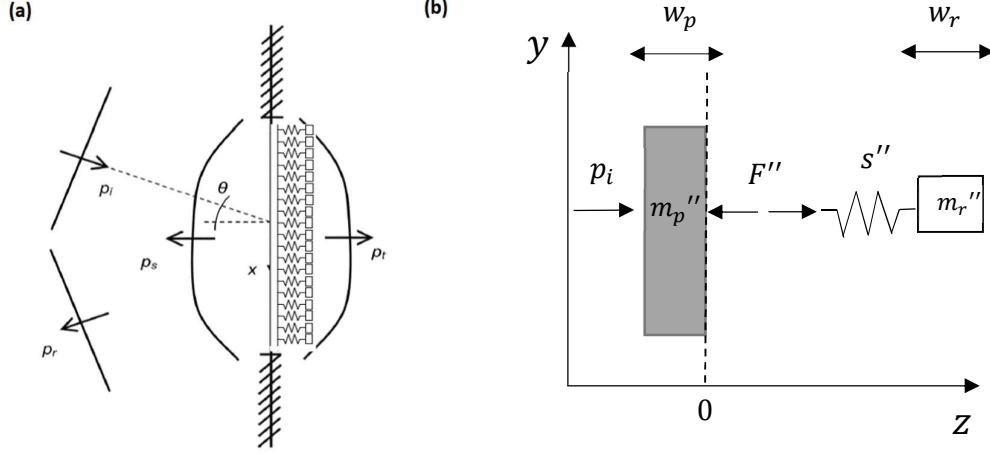 (a)
θ
p_i
p_s
x
p_t
p_r
(b)
w_p
w_r
y
p_i
m_p''
F''
s''
m_r''
0
z